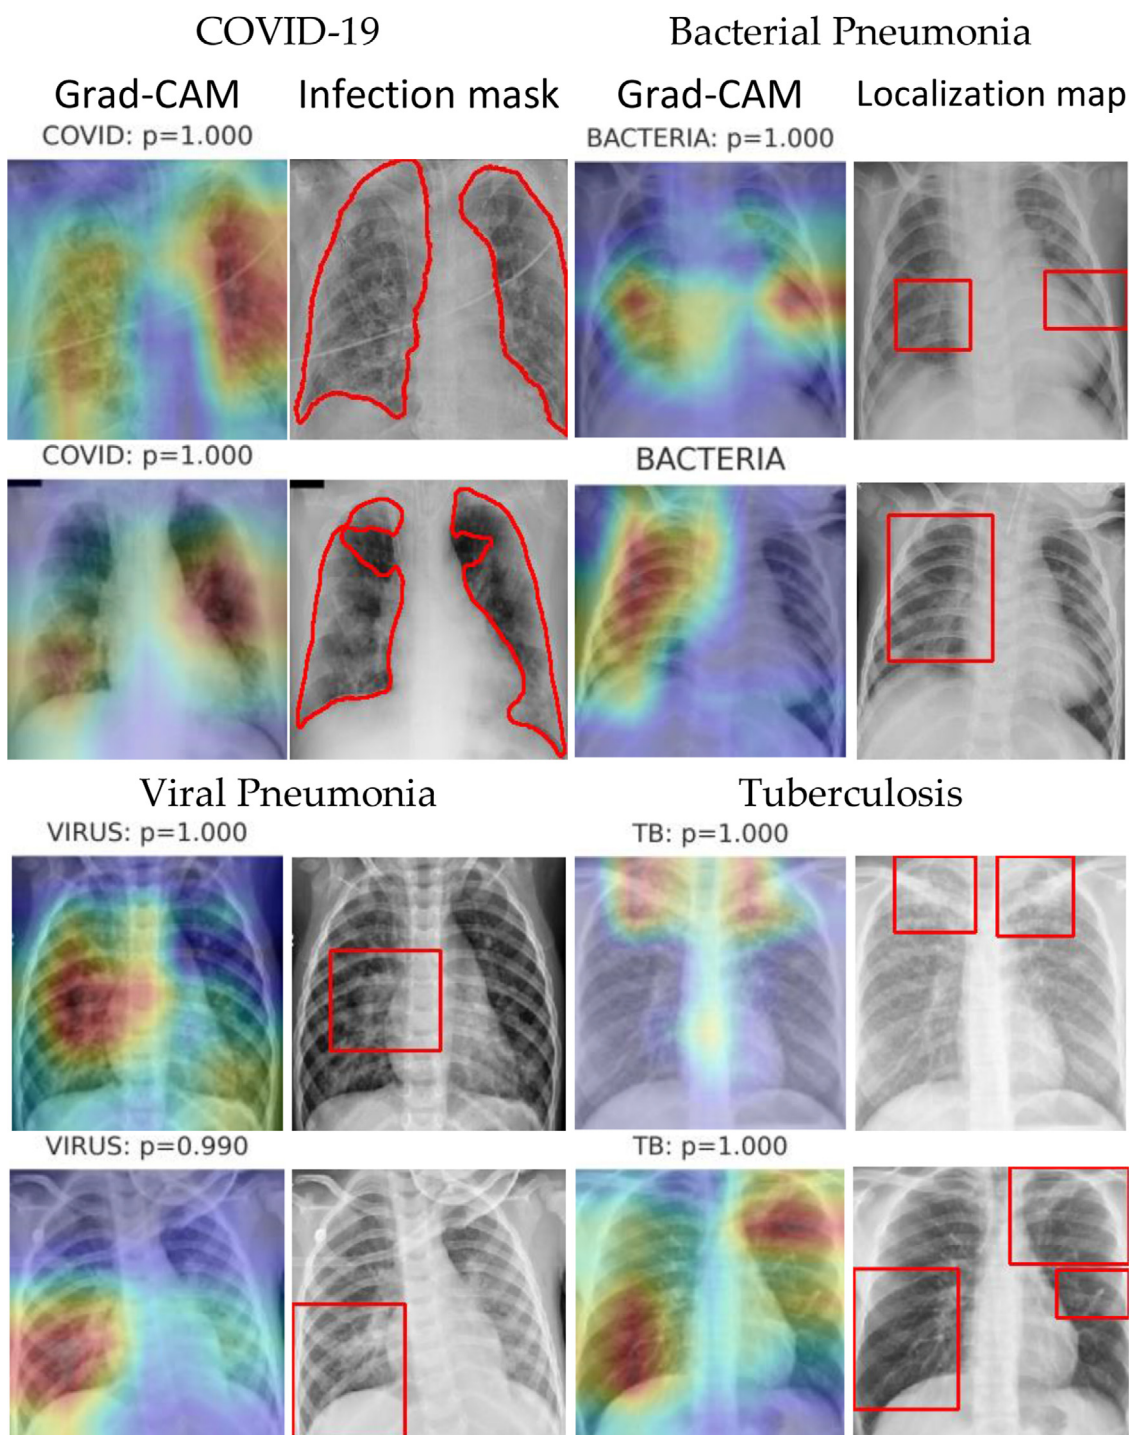 COVID-19
Bacterial Pneumonia
Grad-CAM
Infection mask
Grad-CAM
Localization map
COVID: p=1.000
BACTERIA: p=1.000
COVID: p=1.000
BACTERIA
Viral Pneumonia
Tuberculosis
VIRUS: p=1.000
TB: p=1.000
VIRUS: p=0.990
TB: p=1.000